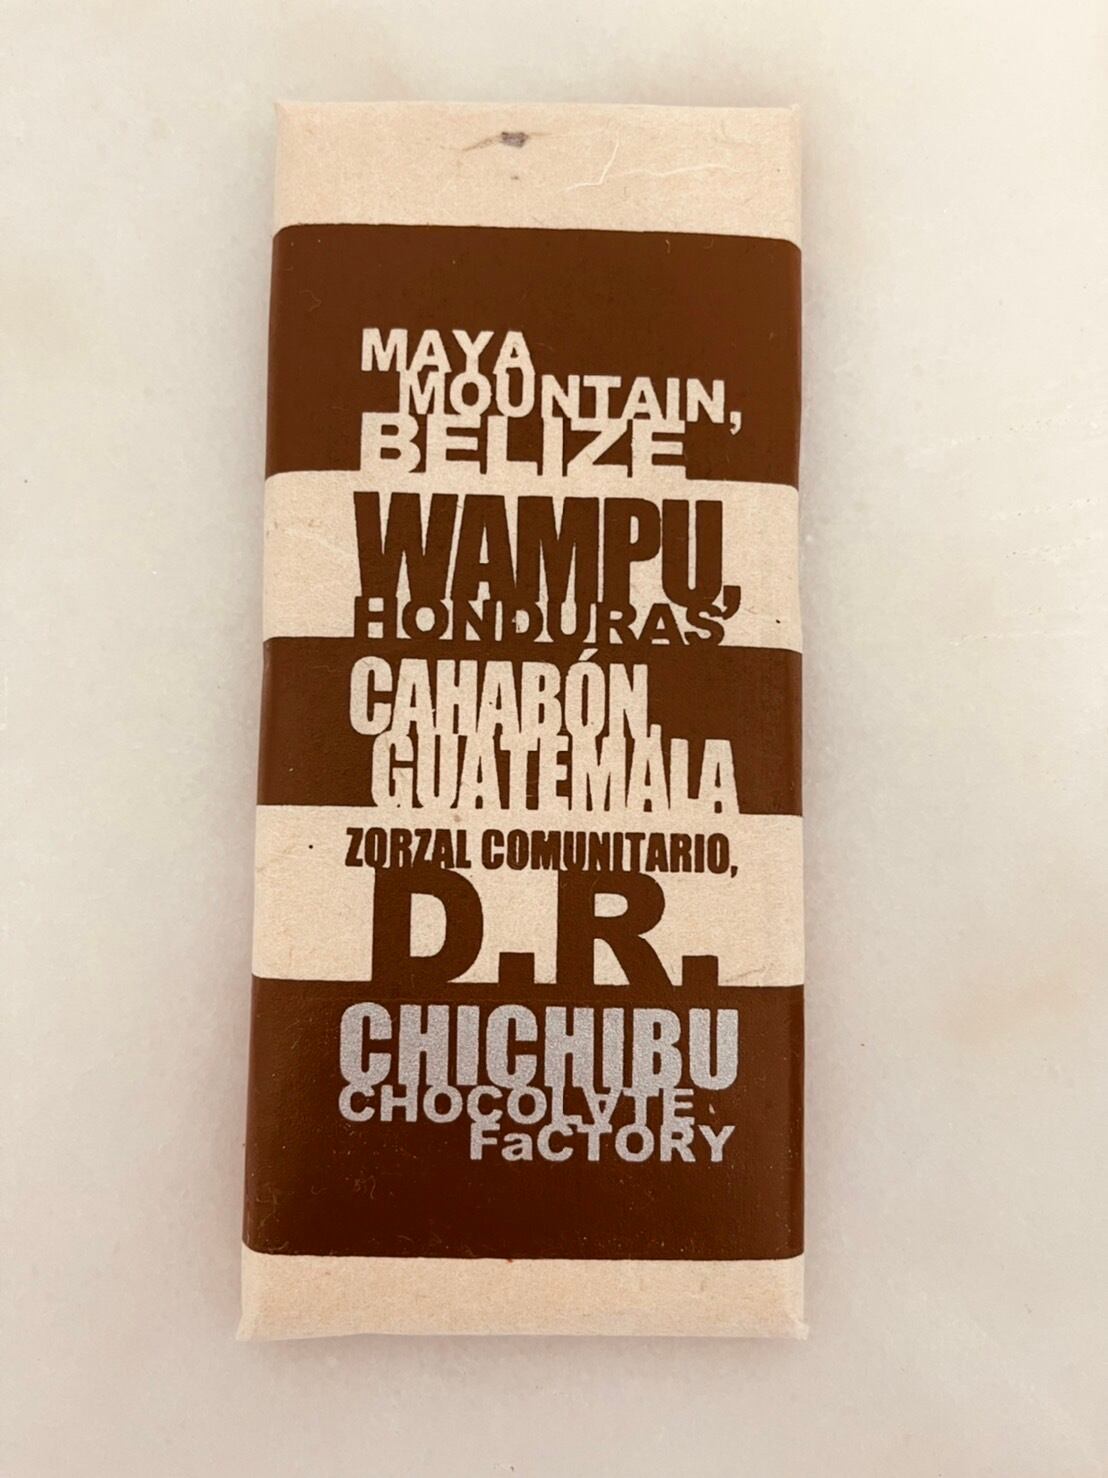 MAYA
MOUNTAIN,
BELIZE
WAMPU,
HONDURAS
CAHABÓN,
GUATEMALA
ZORZAL COMUNITARIO,
D.R.
CHICHIBU
CHOCOLATE
FaCTORY